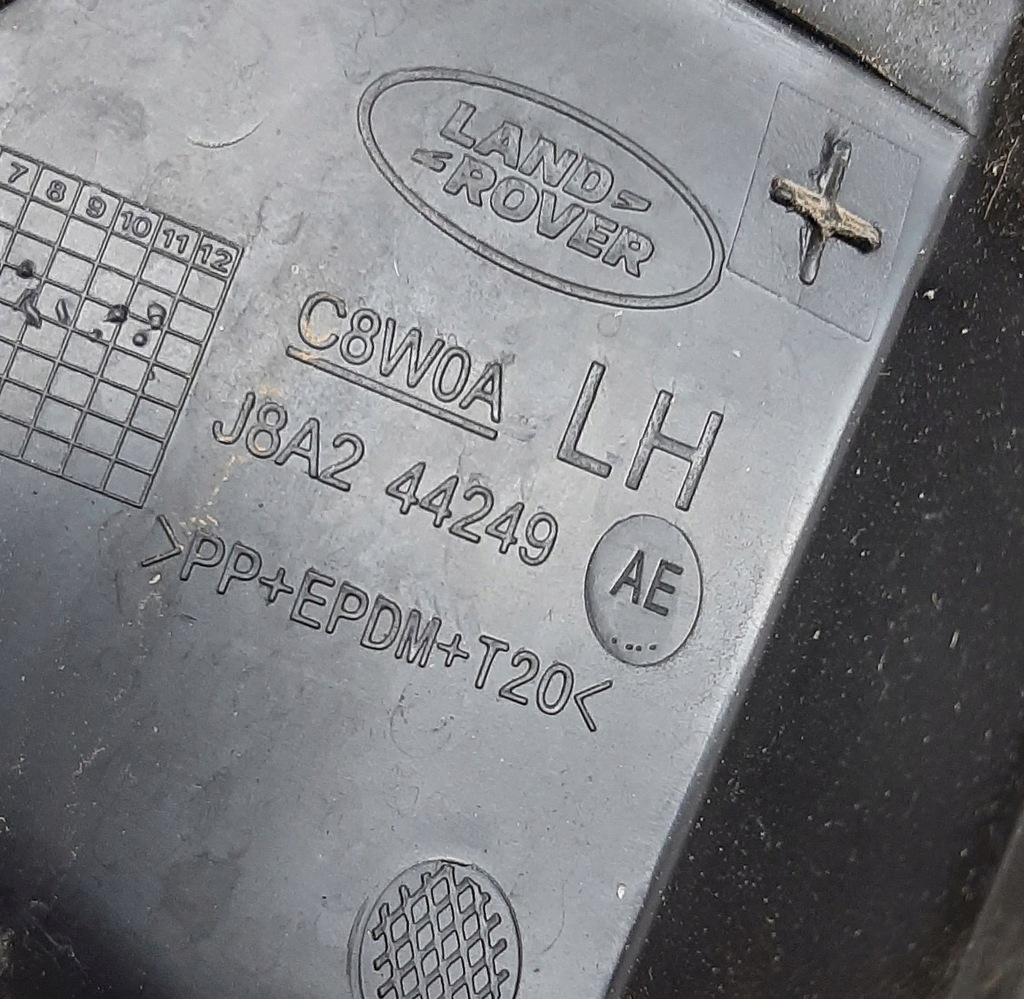 LAND
ROVER
7 8 9 10 11 12
C8W0A LH
J8A2 44249 AE
>PP+EPDM+T20<